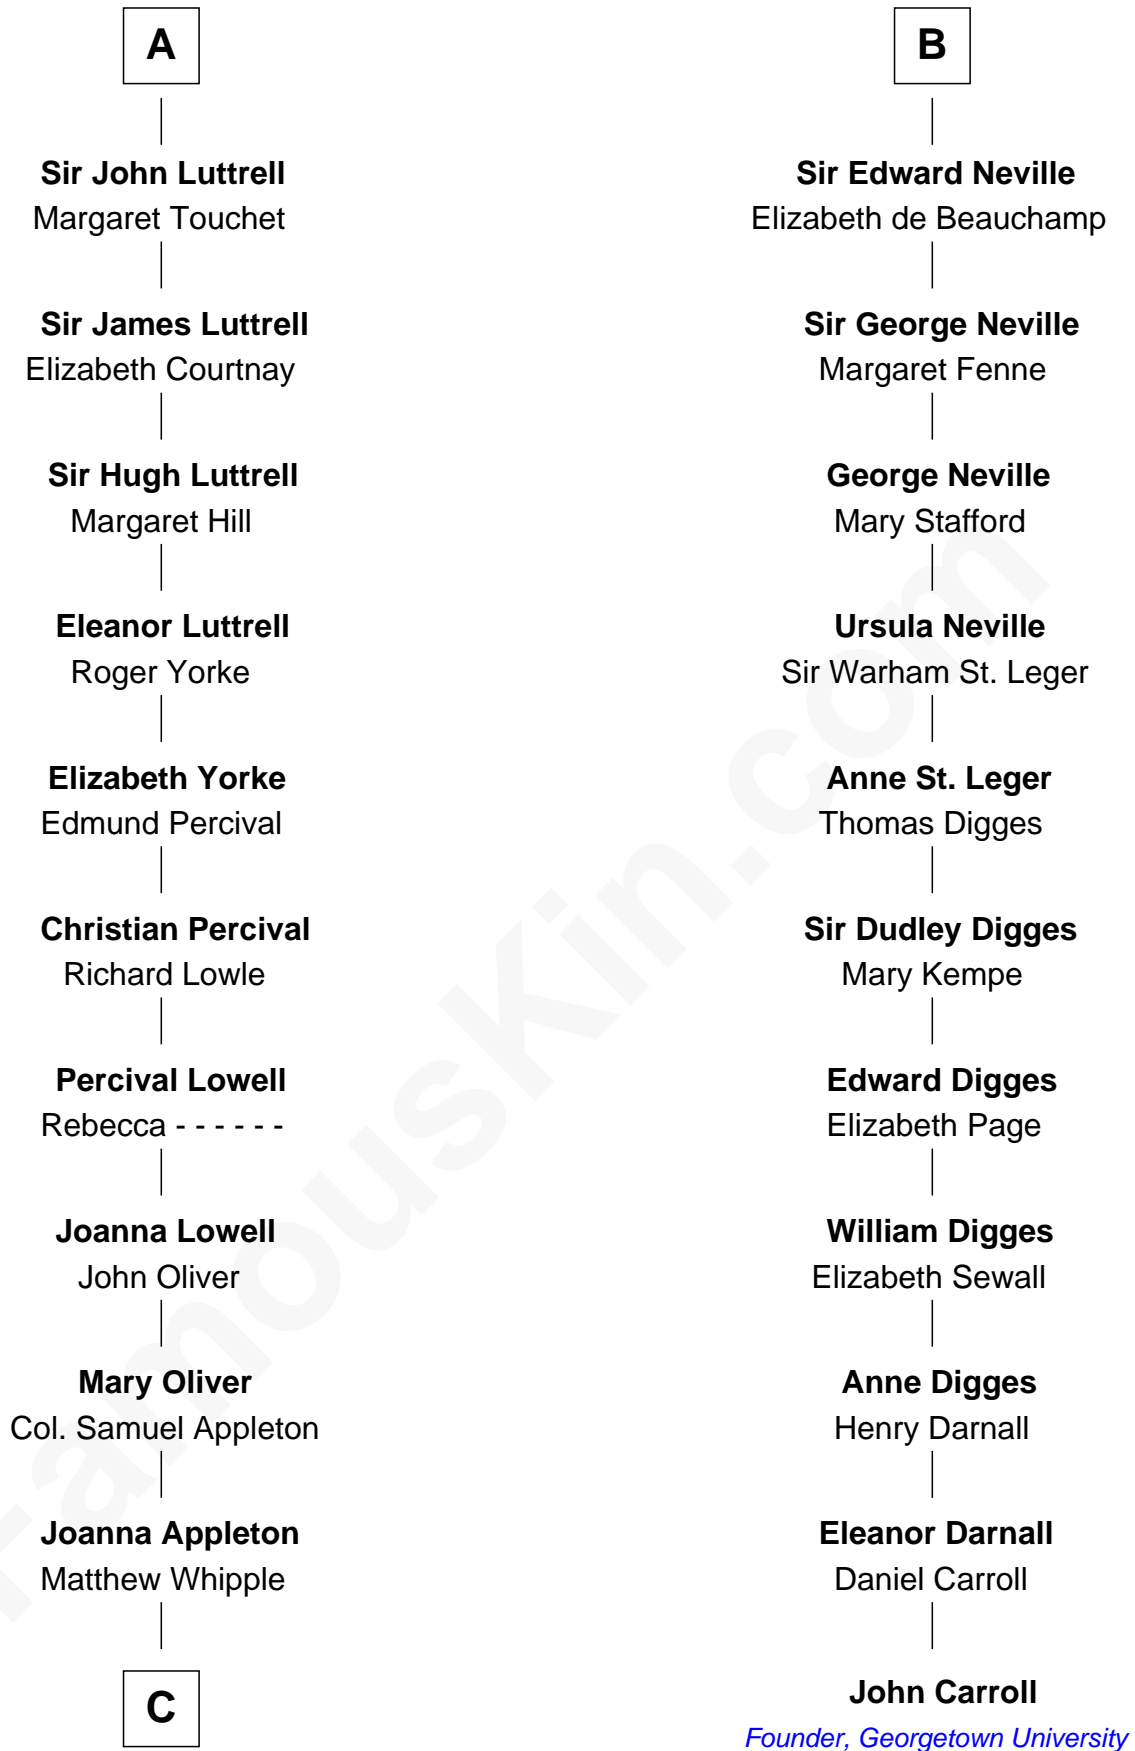 A
Sir John Luttrell
Margaret Touchet
Sir James Luttrell
Elizabeth Courtnay
Sir Hugh Luttrell
Margaret Hill
Eleanor Luttrell
Roger Yorke
Elizabeth Yorke
Edmund Percival
Christian Percival
Richard Lowle
Percival Lowell
Rebecca - - - - - -
Joanna Lowell
John Oliver
Mary Oliver
Col. Samuel Appleton
Joanna Appleton
Matthew Whipple
C
B
Sir Edward Neville
Elizabeth de Beauchamp
Sir George Neville
Margaret Fenne
George Neville
Mary Stafford
Ursula Neville
Sir Warham St. Leger
Anne St. Leger
Thomas Digges
Sir Dudley Digges
Mary Kempe
Edward Digges
Elizabeth Page
William Digges
Elizabeth Sewall
Anne Digges
Henry Darnall
Eleanor Darnall
Daniel Carroll
John Carroll
Founder, Georgetown University
FamousKin.com